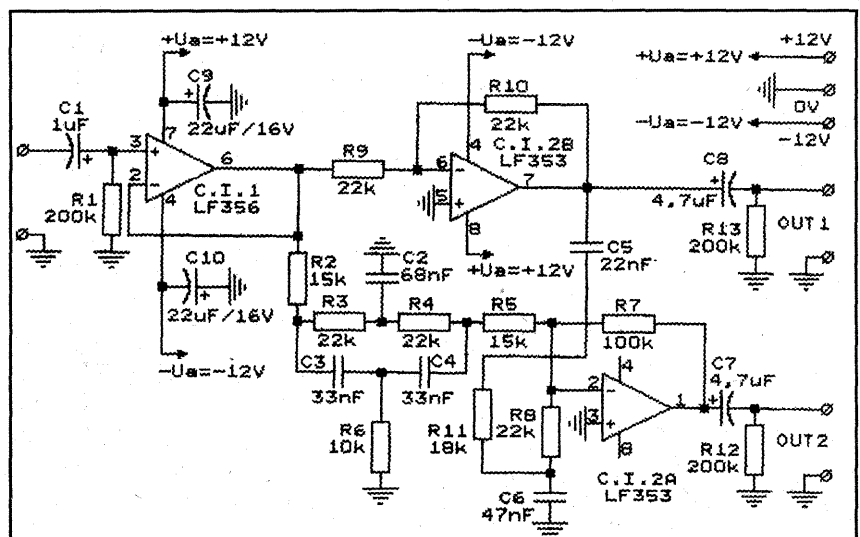 +Ua=+12V
-Ua=-12V
+12V
+Ua=+12V
0V
-Ua=-12V
-12V
C9
22uF/16V
C1
1uF
3
7
+
2
-
6
4
C.I.1
LF356
R1
200k
C10
22uF/16V
-Ua=-12V
R9
22k
R10
22k
6
-
4
C.I.2B
LF353
7
5
+
8
+Ua=+12V
C8
4,7uF
R13
200k
OUT1
R2
15k
C2
68nF
C5
22nF
R3
22k
R4
22k
R5
15k
R7
100k
C3
33nF
C4
33nF
R6
10k
R11
18k
R8
22k
C6
47nF
2
-
4
3
+
1
8
C.I.2A
LF353
C7
4,7uF
R12
200k
OUT2